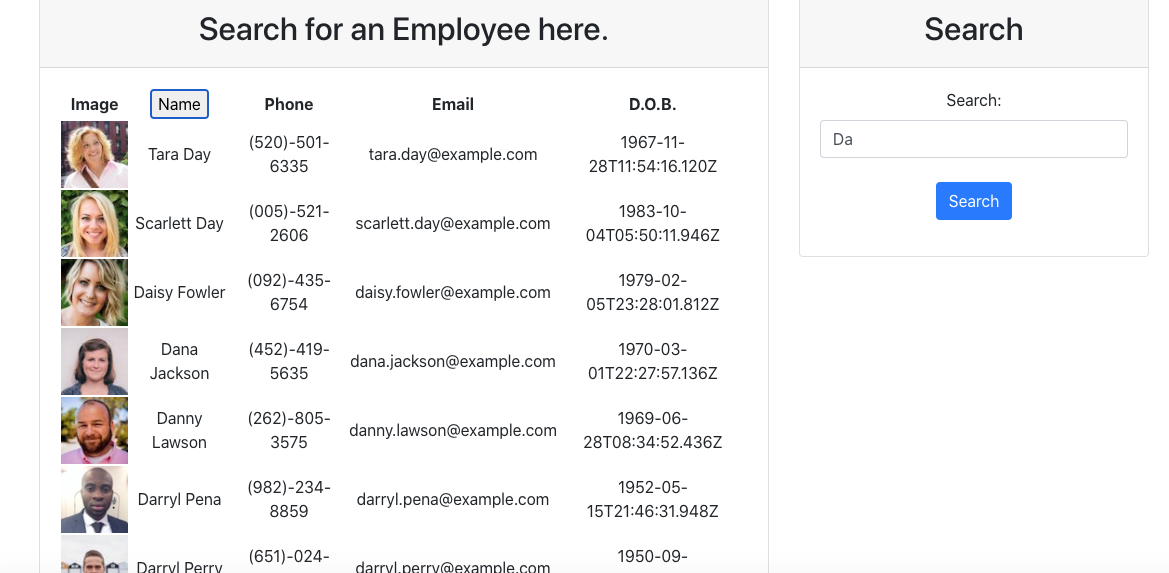 Search for an Employee here.
Search
Image Name Phone Email D.O.B.
Search:
Da
Search
Tara Day (520)-501- tara.day@example.com 1967-11-
6335 28T11:54:16.120Z
Scarlett Day (005)-521- scarlett.day@example.com 1983-10-
2606 04T05:50:11.946Z
Daisy Fowler (092)-435- daisy.fowler@example.com 1979-02-
6754 05T23:28:01.812Z
Dana (452)-419- dana.jackson@example.com 1970-03-
Jackson 5635 01T22:27:57.136Z
Danny (262)-805- danny.lawson@example.com 1969-06-
Lawson 3575 28T08:34:52.436Z
Darryl Pena (982)-234- darryl.pena@example.com 1952-05-
8859 15T21:46:31.948Z
Darryl Perry (651)-024- darryl.perry@example.com 1950-09-